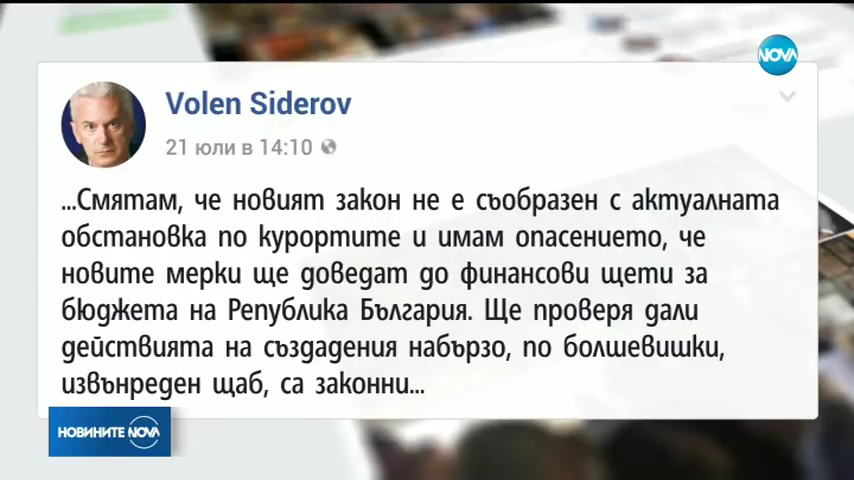 NOVA
Volen Siderov
21 юли в 14:10
...Смятам, че новият закон не е съобразен с актуалната
обстановка по курортите и имам опасението, че
новите мерки ще доведат до финансови щети за
бюджета на Република България. Ще проверя дали
действията на създадения набързо, по болшевишки,
извънреден щаб, са законни...
НОВИНИТЕ NOVA